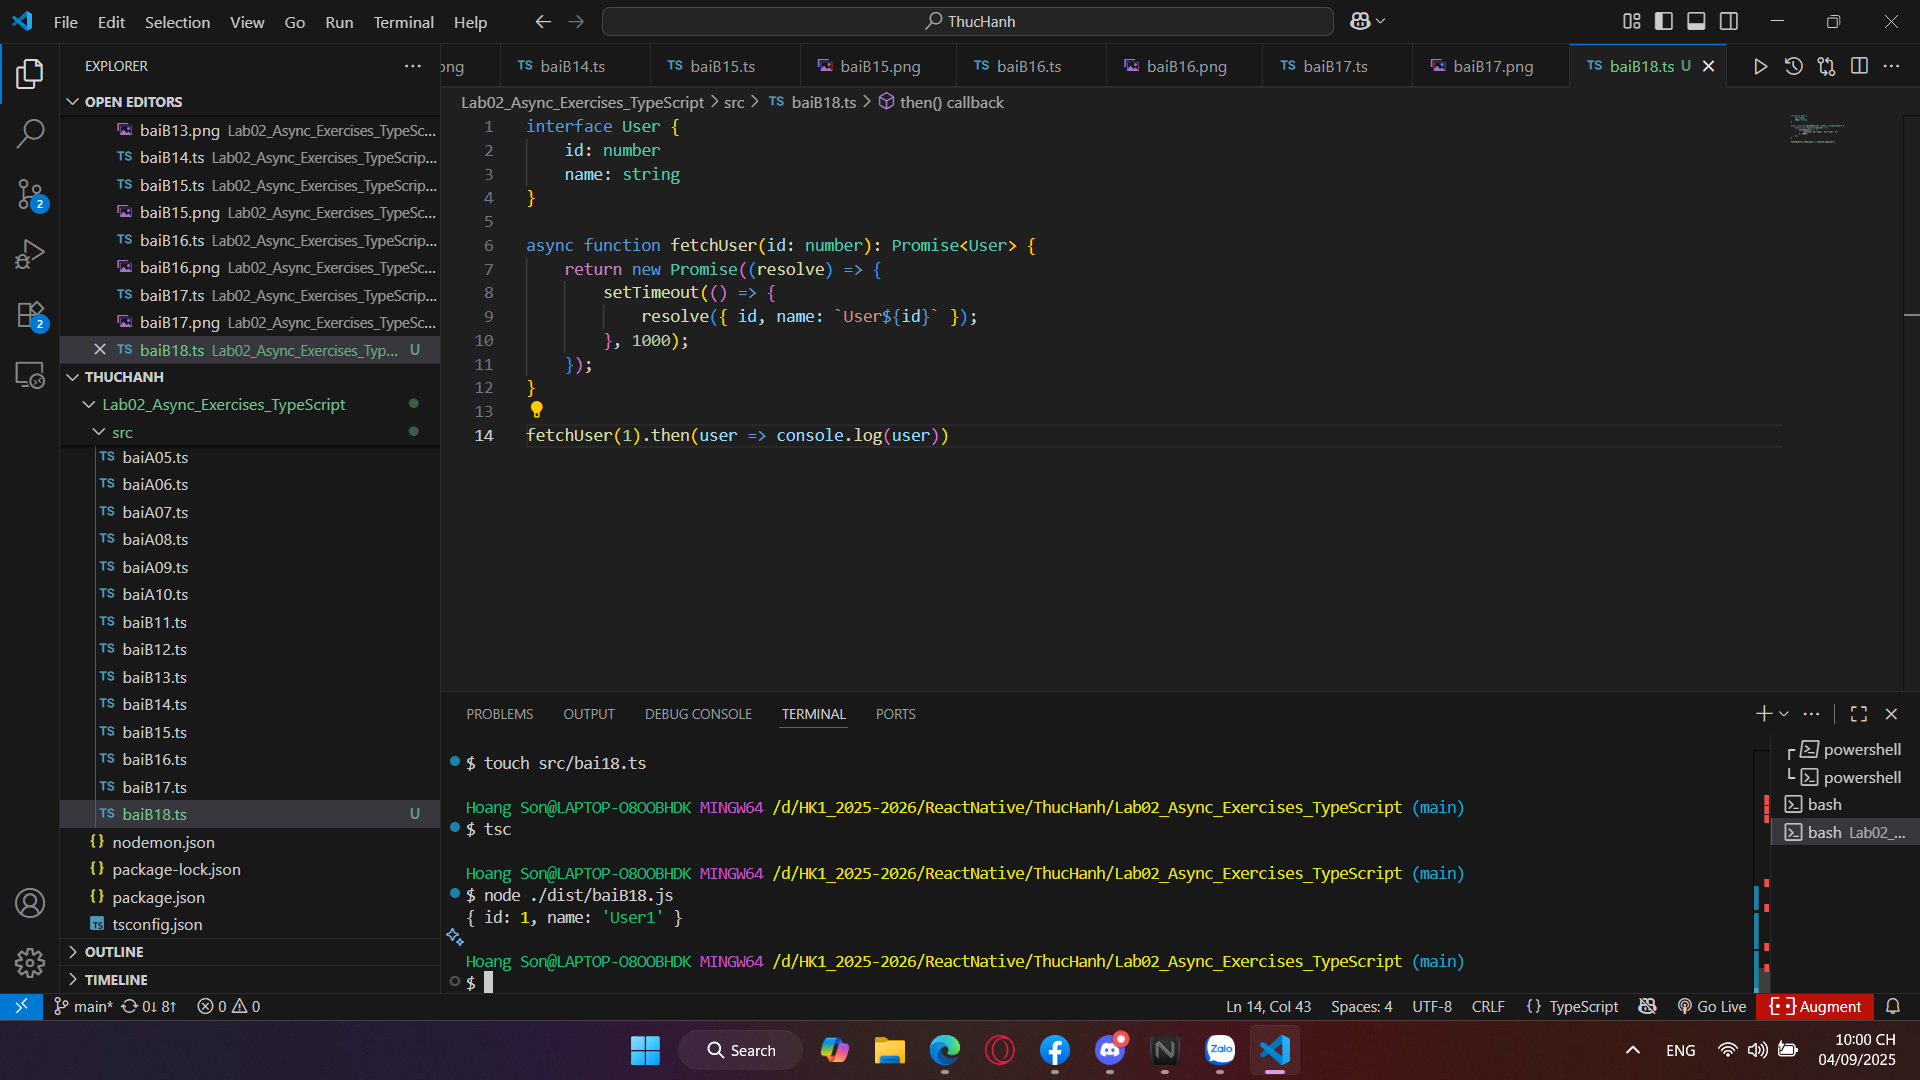 File Edit Selection View Go Run Terminal Help
ThucHanh
EXPLORER
OPEN EDITORS
baiB13.png Lab02_Async_Exercises_TypeSc...
TS baiB14.ts Lab02_Async_Exercises_TypeScrip...
TS baiB15.ts Lab02_Async_Exercises_TypeScrip...
baiB15.png Lab02_Async_Exercises_TypeSc...
TS baiB16.ts Lab02_Async_Exercises_TypeScrip...
baiB16.png Lab02_Async_Exercises_TypeSc...
TS baiB17.ts Lab02_Async_Exercises_TypeScrip...
baiB17.png Lab02_Async_Exercises_TypeSc...
TS baiB18.ts Lab02_Async_Exercises_Typ... U
THUCHANH
Lab02_Async_Exercises_TypeScript
src
TS baiA05.ts
TS baiA06.ts
TS baiA07.ts
TS baiA08.ts
TS baiA09.ts
TS baiA10.ts
TS baiB11.ts
TS baiB12.ts
TS baiB13.ts
TS baiB14.ts
TS baiB15.ts
TS baiB16.ts
TS baiB17.ts
TS baiB18.ts U
{} nodemon.json
{} package-lock.json
{} package.json
TS tsconfig.json
OUTLINE
TIMELINE
2
2
ong TS baiB14.ts TS baiB15.ts baiB15.png TS baiB16.ts baiB16.png TS baiB17.ts baiB17.png TS baiB18.ts U
Lab02_Async_Exercises_TypeScript > src > TS baiB18.ts > then() callback
1 interface User {
2 id: number
3 name: string
4 }
5
6 async function fetchUser(id: number): Promise<User> {
7 return new Promise((resolve) => {
8 setTimeout(() => {
9 resolve({ id, name: `User${id}` });
10 }, 1000);
11 });
12 }
13
14 fetchUser(1).then(user => console.log(user))
PROBLEMS OUTPUT DEBUG CONSOLE TERMINAL PORTS
$ touch src/bai18.ts
Hoang Son@LAPTOP-O8OOBHDK MINGW64 /d/HK1_2025-2026/ReactNative/ThucHanh/Lab02_Async_Exercises_TypeScript (main)
$ tsc
Hoang Son@LAPTOP-O8OOBHDK MINGW64 /d/HK1_2025-2026/ReactNative/ThucHanh/Lab02_Async_Exercises_TypeScript (main)
$ node ./dist/baiB18.js
{ id: 1, name: 'User1' }
Hoang Son@LAPTOP-O8OOBHDK MINGW64 /d/HK1_2025-2026/ReactNative/ThucHanh/Lab02_Async_Exercises_TypeScript (main)
$
powershell
powershell
bash
bash Lab02_...
main* 0↓ 8↑ 0 0
Ln 14, Col 43 Spaces: 4 UTF-8 CRLF {} TypeScript Go Live Augment
Search
Zalo
ENG
10:00 CH
04/09/2025